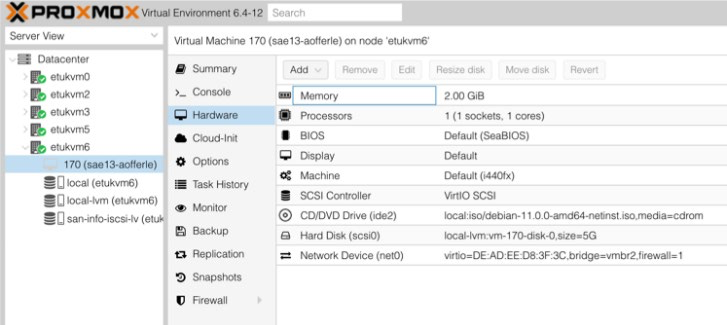 PROXMOX Virtual Environment 6.4-12 Search
Server View
Virtual Machine 170 (sae13-aofferle) on node 'etukvm6'
Datacenter
etukvm0
etukvm2
etukvm3
etukvm5
etukvm6
170 (sae13-aofferle)
local (etukvm6)
local-lvm (etukvm6)
san-info-iscsi-lv (etuk
Summary
Console
Hardware
Cloud-Init
Options
Task History
Monitor
Backup
Replication
Snapshots
Firewall
Add Remove Edit Resize disk Move disk Revert
Memory 2.00 GiB
Processors 1 (1 sockets, 1 cores)
BIOS Default (SeaBIOS)
Display Default
Machine Default (i440fx)
SCSI Controller VirtIO SCSI
CD/DVD Drive (ide2) local:iso/debian-11.0.0-amd64-netinst.iso,media=cdrom
Hard Disk (scsi0) local-lvm:vm-170-disk-0,size=5G
Network Device (net0) virtio=DE:AD:EE:D8:3F:3C,bridge=vmbr2,firewall=1